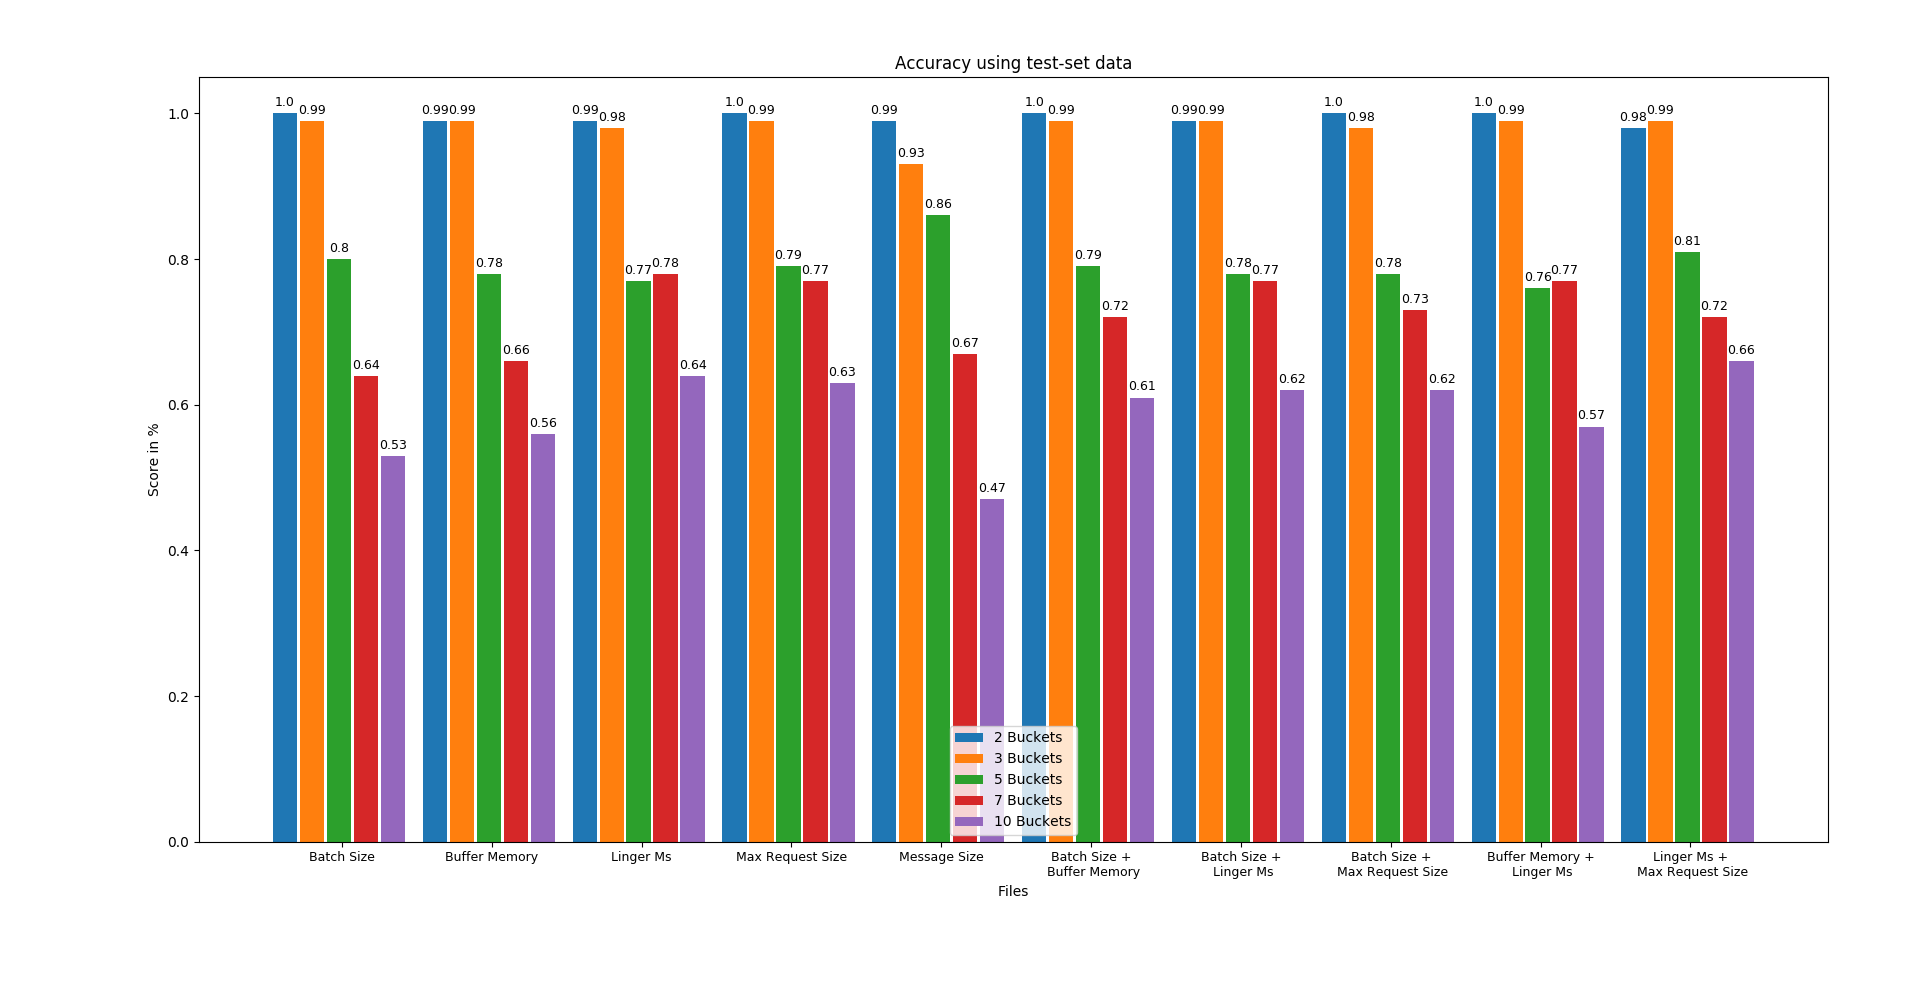 Accuracy using test-set data
1.0 0.99 0.8 0.64 0.53
0.99 0.99 0.78 0.66 0.56
0.99 0.98 0.77 0.78 0.64
1.0 0.99 0.79 0.77 0.63
0.99 0.93 0.86 0.67 0.47
1.0 0.99 0.79 0.72 0.61
0.99 0.99 0.78 0.77 0.62
1.0 0.98 0.78 0.73 0.62
1.0 0.99 0.76 0.77 0.57
0.98 0.99 0.81 0.72 0.66
1.0
0.8
0.6
0.4
0.2
0.0
Score in %
2 Buckets
3 Buckets
5 Buckets
7 Buckets
10 Buckets
Batch Size
Buffer Memory
Linger Ms
Max Request Size
Message Size
Batch Size +
Buffer Memory
Batch Size +
Linger Ms
Batch Size +
Max Request Size
Buffer Memory +
Linger Ms
Linger Ms +
Max Request Size
Files